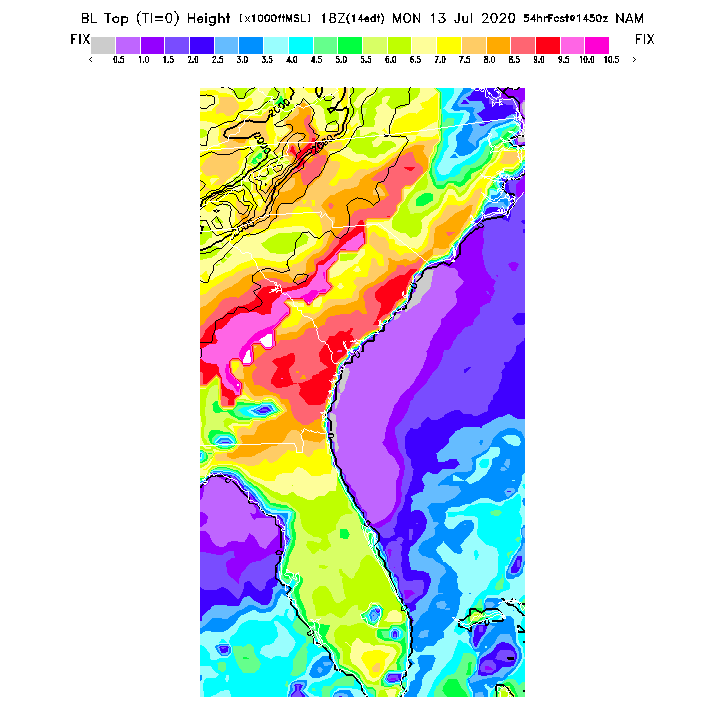 BL Top (TI=0) Height [x1000ftMSL] 18Z(14edt) MON 13 Jul 2020 54hrFcst@1450z NAM
FIX FIX
< 0.5 1.0 1.5 2.0 2.5 3.0 3.5 4.0 4.5 5.0 5.5 6.0 6.5 7.0 7.5 8.0 8.5 9.0 9.5 10.0 10.5 >
2000
2000